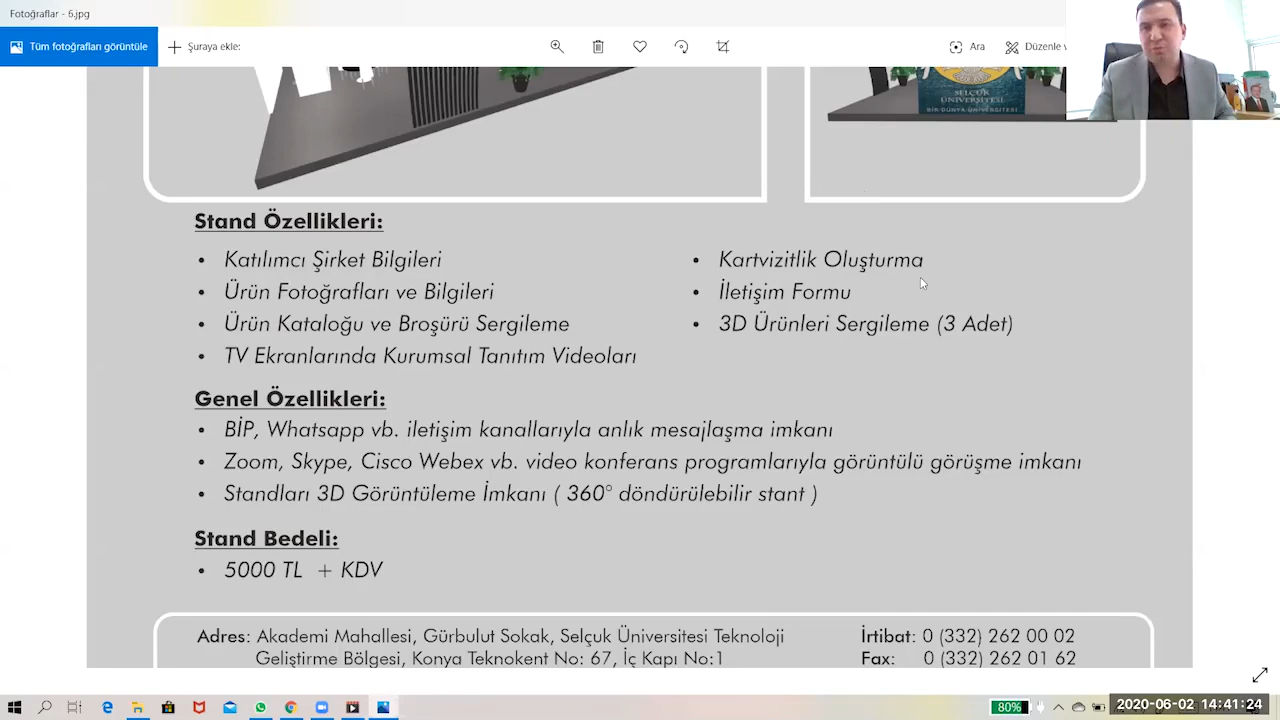 Fotoğraflar - 6.jpg
Tüm fotoğrafları görüntüle
Şuraya ekle:
Ara
Düzenle v
SELÇUK
ÜNİVERSİTESİ
BİR DÜNYA ÜNİVERSİTESİ
Stand Özellikleri:
• Katılımcı Şirket Bilgileri
• Ürün Fotoğrafları ve Bilgileri
• Ürün Kataloğu ve Broşürü Sergileme
• TV Ekranlarında Kurumsal Tanıtım Videoları
• Kartvizitlik Oluşturma
• İletişim Formu
• 3D Ürünleri Sergileme (3 Adet)
Genel Özellikleri:
• BİP, Whatsapp vb. iletişim kanallarıyla anlık mesajlaşma imkanı
• Zoom, Skype, Cisco Webex vb. video konferans programlarıyla görüntülü görüşme imkanı
• Standları 3D Görüntüleme İmkanı ( 360° döndürülebilir stant )
Stand Bedeli:
• 5000 TL + KDV
Adres: Akademi Mahallesi, Gürbulut Sokak, Selçuk Üniversitesi Teknoloji
Geliştirme Bölgesi, Konya Teknokent No: 67, İç Kapı No:1
İrtibat: 0 (332) 262 00 02
Fax: 0 (332) 262 01 62
80%
2020-06-02 14:41:24